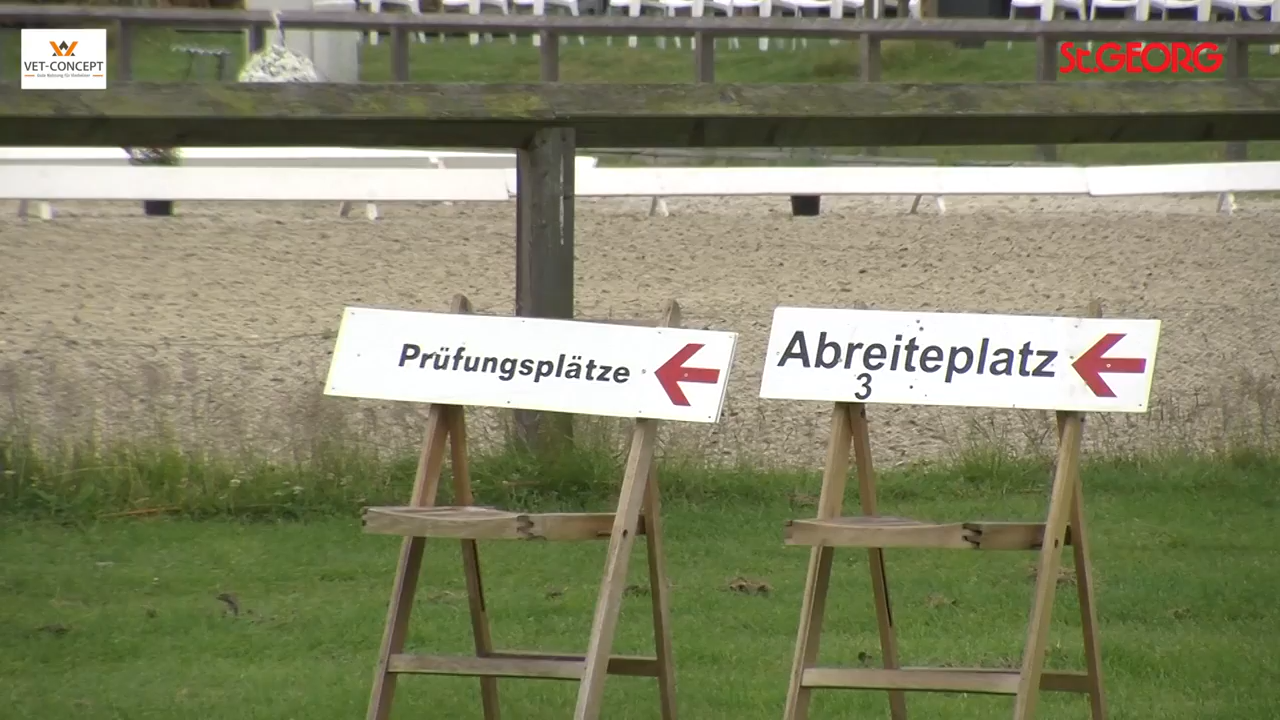 VET-CONCEPT
St.GEORG
Prüfungsplätze
Abreiteplatz
3